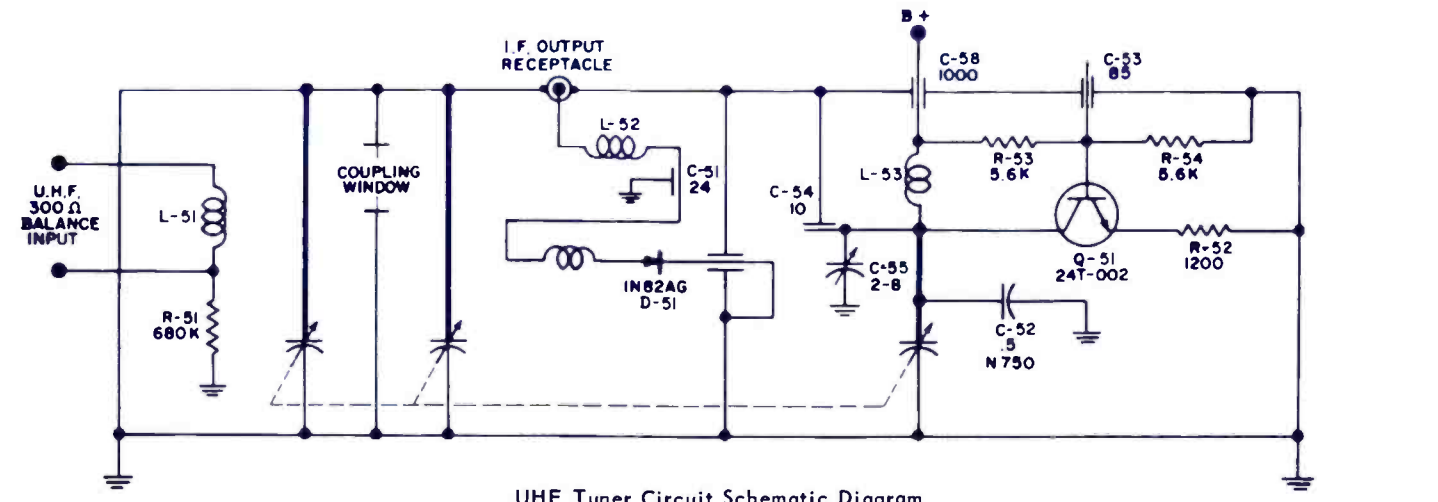 B +
I.F. OUTPUT
RECEPTACLE
C-58
1000
C-53
85
L-52
C-51
24
COUPLING
WINDOW
U.H.F.
300 Ω
BALANCE
INPUT
L-51
R-51
680K
1N82AG
D-51
C-54
10
L-53
R-53
5.6K
R-54
5.6K
C-55
2-8
Q-51
24T-002
R-52
1200
C-52
.5
N750
UHF Tuner Circuit Schematic Diagram